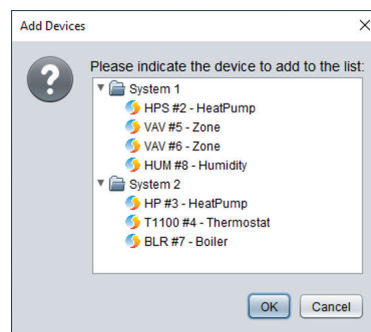 Add Devices
Please indicate the device to add to the list:
System 1
HPS #2 - HeatPump
VAV #5 - Zone
VAV #6 - Zone
HUM #8 - Humidity
System 2
HP #3 - HeatPump
T1100 #4 - Thermostat
BLR #7 - Boiler
OK Cancel